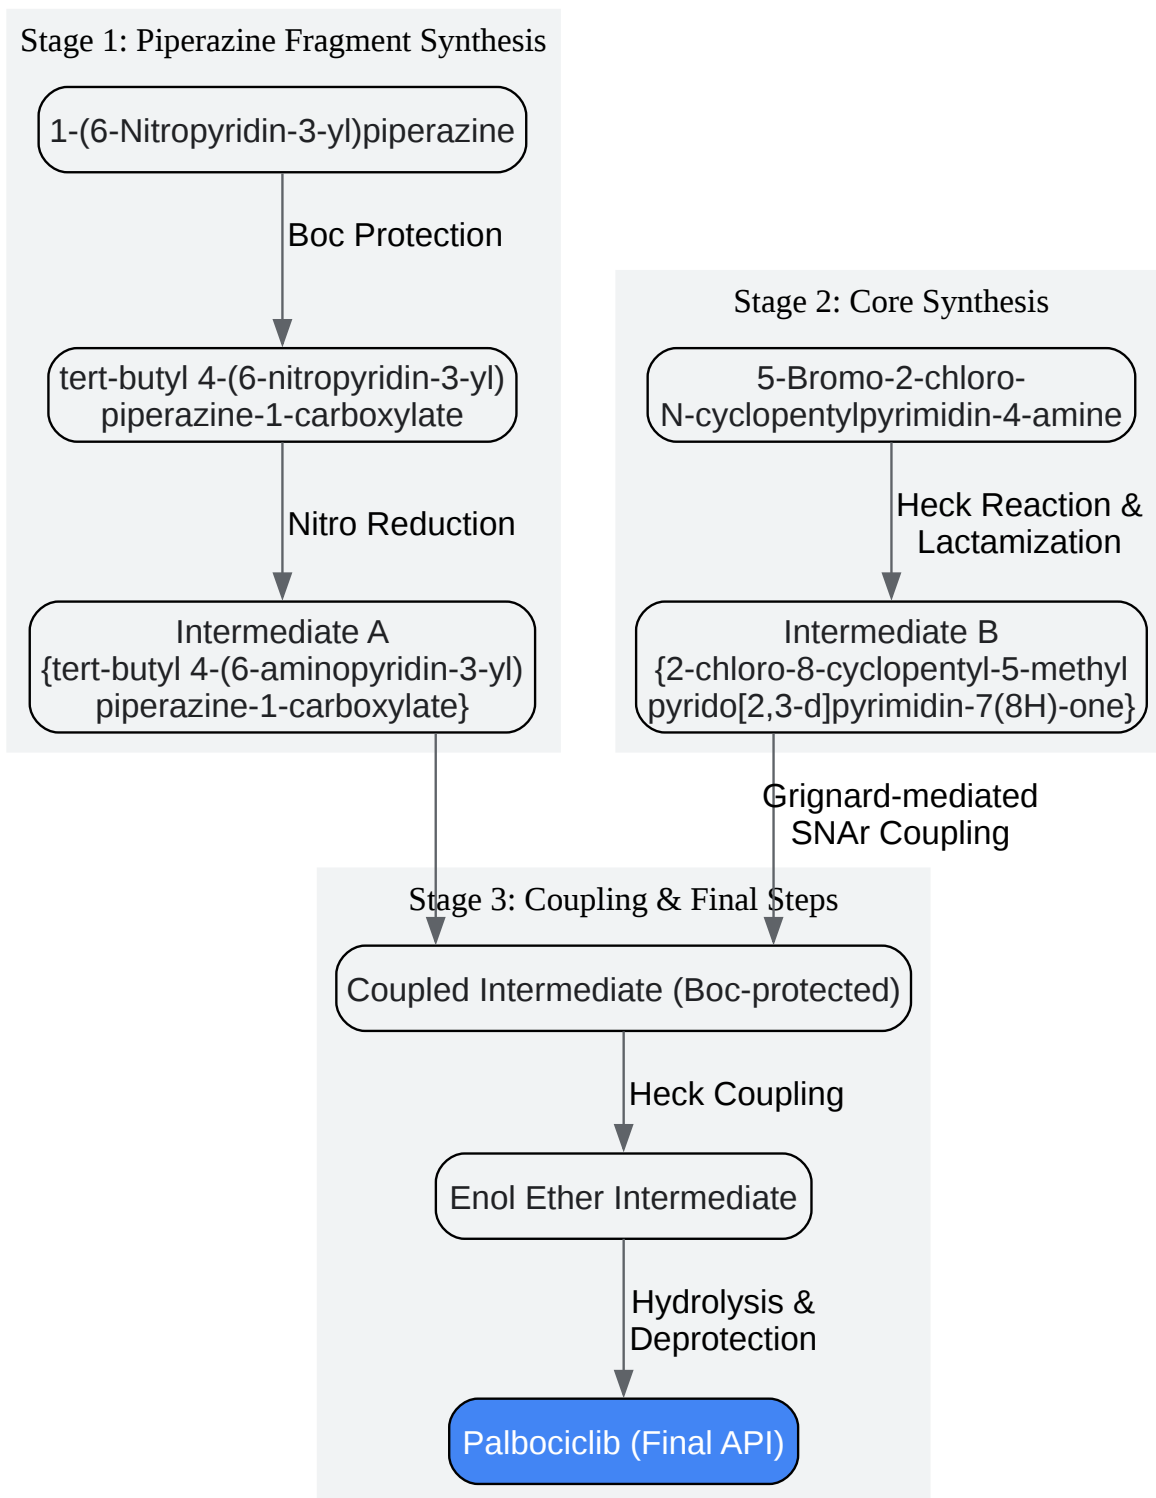 Stage 1: Piperazine Fragment Synthesis
1-(6-Nitropyridin-3-yl)piperazine
Boc Protection
tert-butyl 4-(6-nitropyridin-3-yl)
piperazine-1-carboxylate
Nitro Reduction
Intermediate A
{tert-butyl 4-(6-aminopyridin-3-yl)
piperazine-1-carboxylate}
Stage 2: Core Synthesis
5-Bromo-2-chloro-
N-cyclopentylpyrimidin-4-amine
Heck Reaction &
Lactamization
Intermediate B
{2-chloro-8-cyclopentyl-5-methyl
pyrido[2,3-d]pyrimidin-7(8H)-one}
Grignard-mediated
SNAr Coupling
Stage 3: Coupling & Final Steps
Coupled Intermediate (Boc-protected)
Heck Coupling
Enol Ether Intermediate
Hydrolysis &
Deprotection
Palbociclib (Final API)